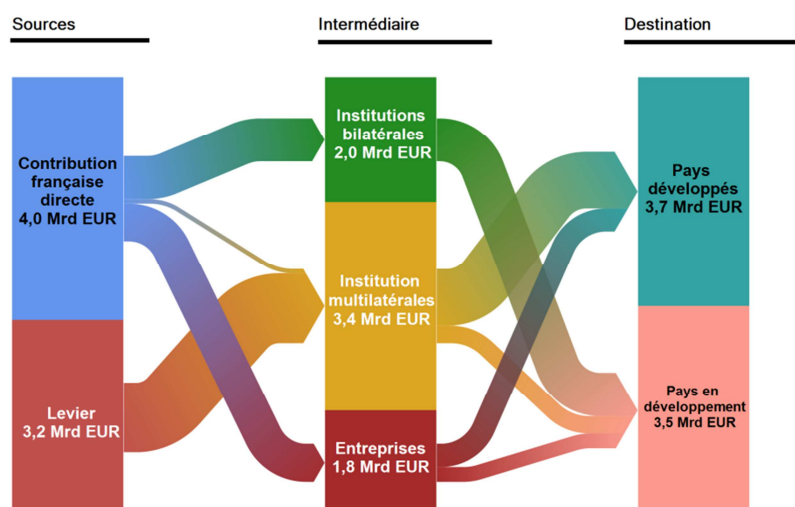 Sources
Intermédiaire
Destination
Contribution
française
directe
4,0 Mrd EUR
Levier
3,2 Mrd EUR
Institutions
bilatérales
2,0 Mrd EUR
Institution
multilatérales
3,4 Mrd EUR
Entreprises
1,8 Mrd EUR
Pays
développés
3,7 Mrd EUR
Pays en
développement
3,5 Mrd EUR